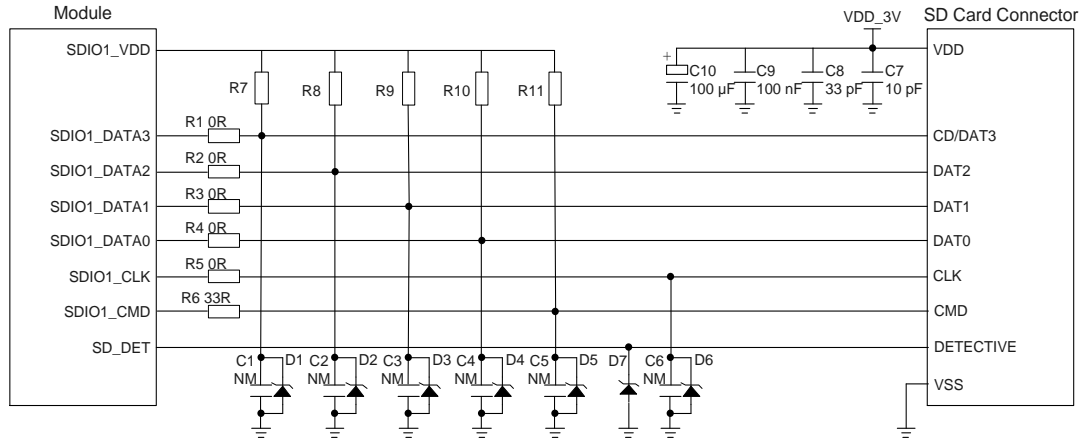 Module
VDD_3V
SD Card Connector
SDIO1_VDD
VDD
R7
R8
R9
R10
R11
+
C10
100 µF
C9
100 nF
C8
33 pF
C7
10 pF
R1 0R
SDIO1_DATA3
CD/DAT3
R2 0R
SDIO1_DATA2
DAT2
R3 0R
SDIO1_DATA1
DAT1
R4 0R
SDIO1_DATA0
DAT0
R5 0R
SDIO1_CLK
CLK
R6 33R
SDIO1_CMD
CMD
SD_DET
DETECTIVE
C1
D1
NM
C2
D2
NM
C3
D3
NM
C4
D4
NM
C5
D5
NM
D7
C6
D6
NM
VSS